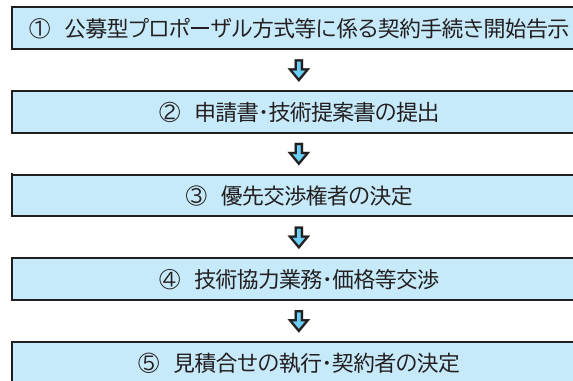 ① 公募型プロポーザル方式等に係る契約手続き開始告示
② 申請書・技術提案書の提出
③ 優先交渉権者の決定
④ 技術協力業務・価格等交渉
⑤ 見積合せの執行・契約者の決定